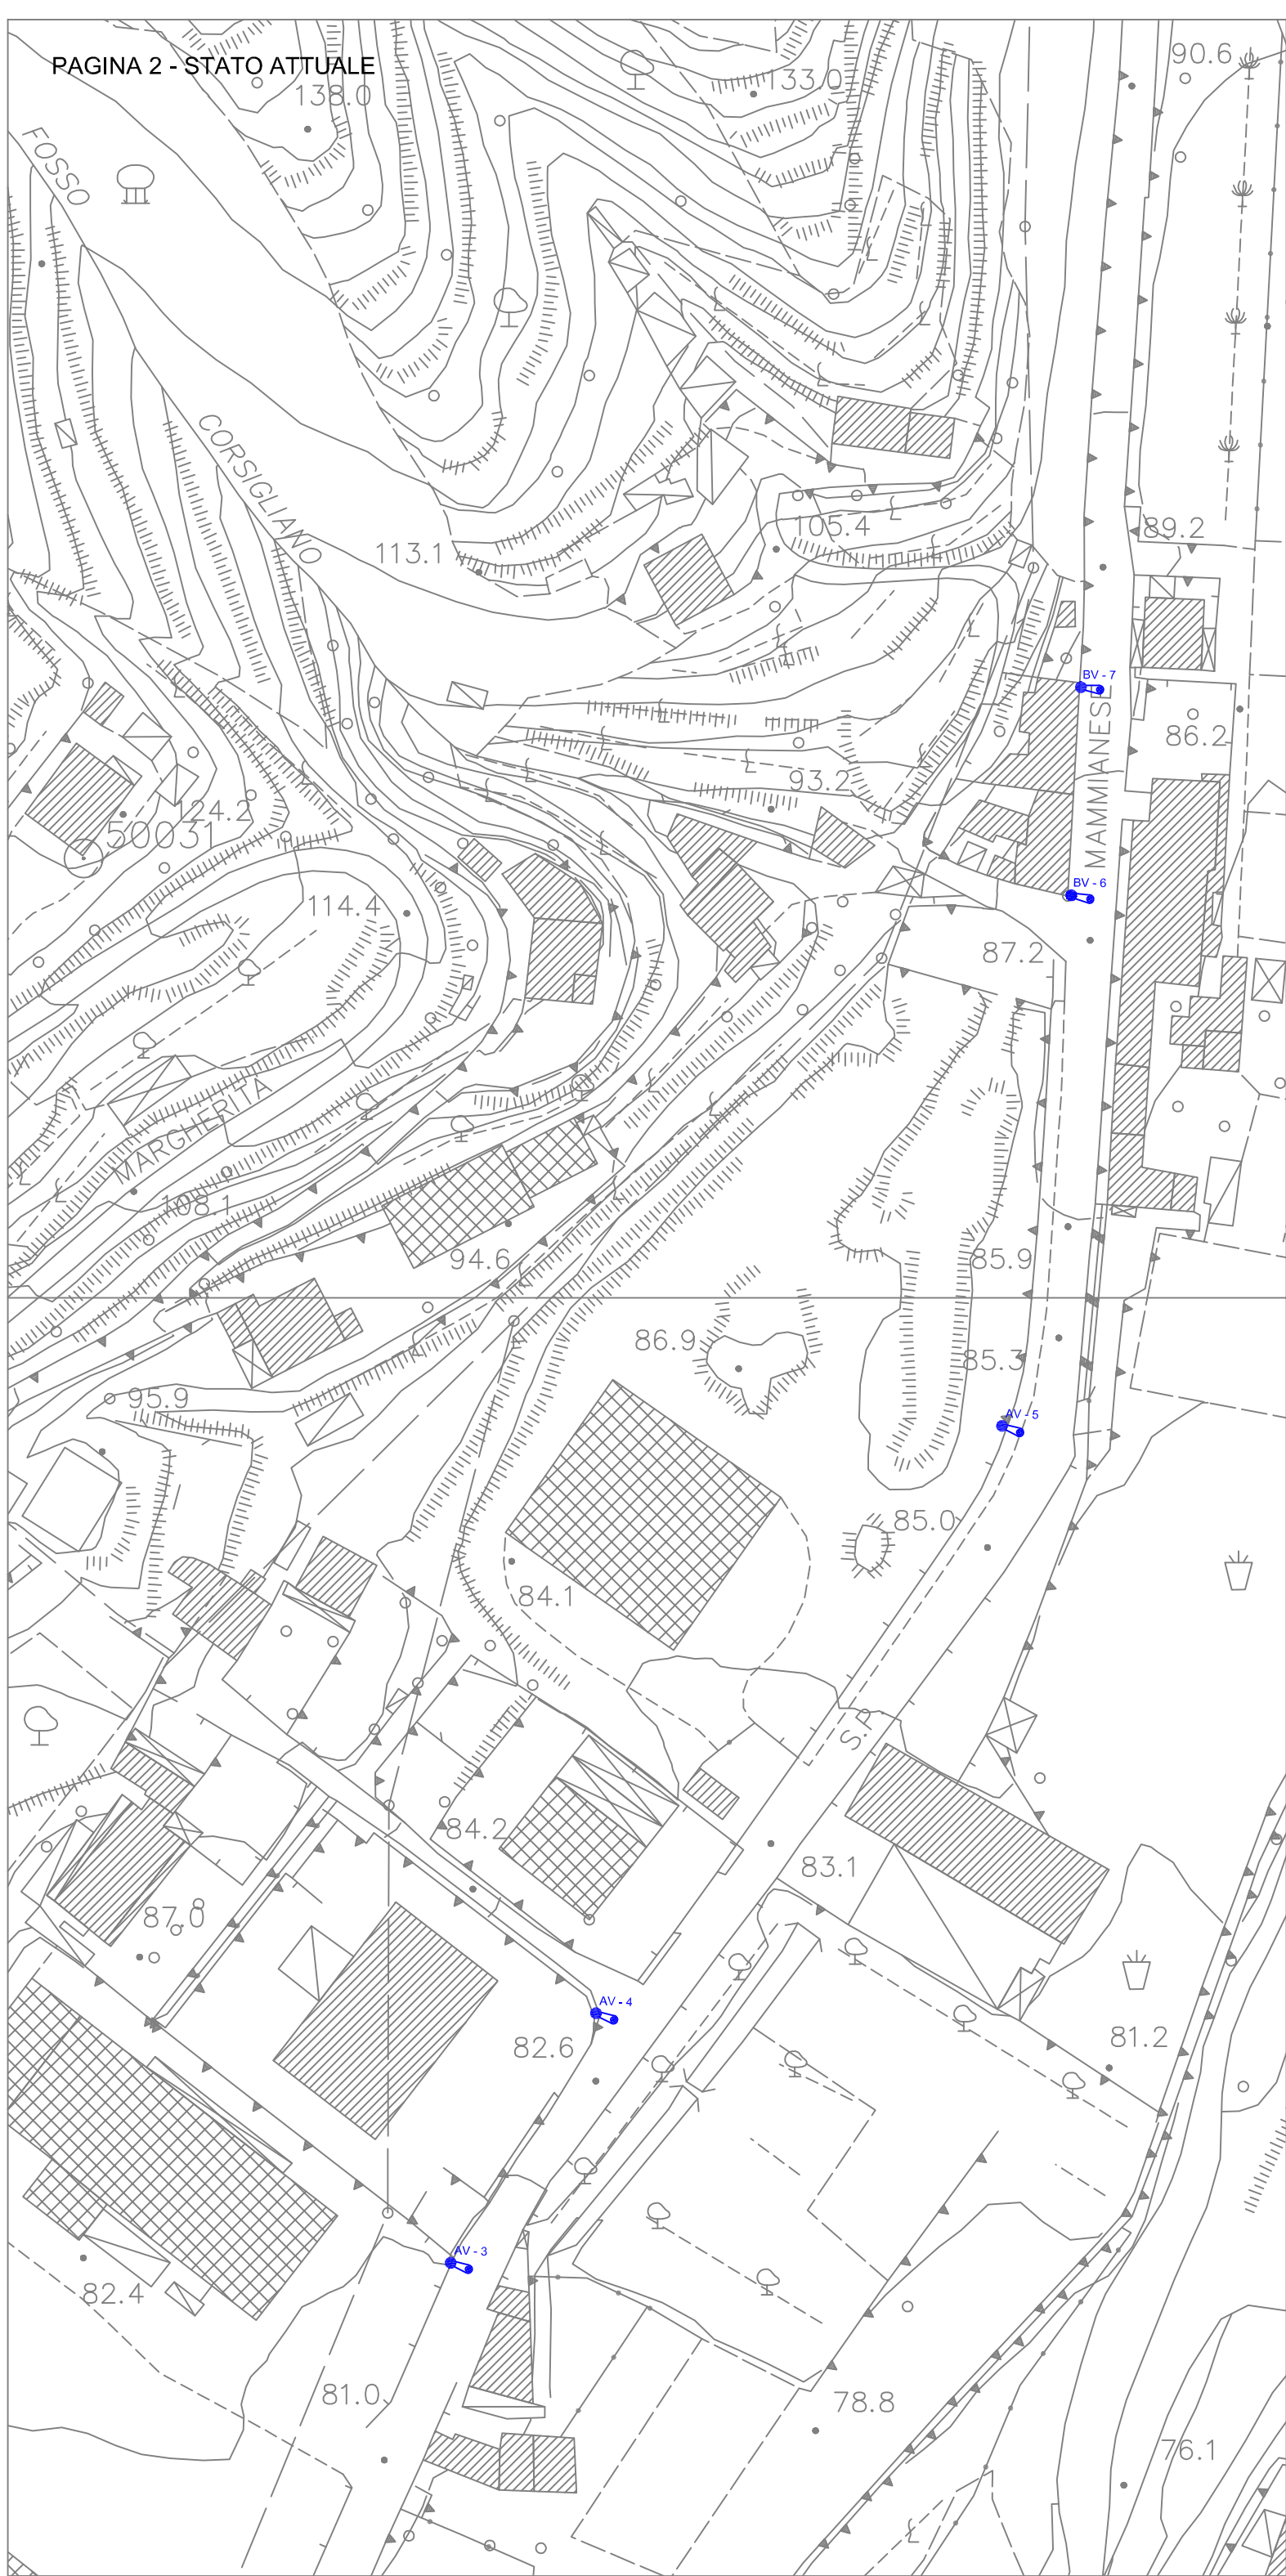 PAGINA 2 - STATO ATTUALE
90.6
138.0
133.0
FOSSO
CORSIGLIANO
113.1
105.4
89.2
BV - 7
86.2
MAMMIANESE
93.2
124.2
50031
BV - 6
114.4
87.2
MARGHERITA
108.1
94.6
85.9
86.9
85.3
95.9
AV - 5
85.0
84.1
S.P.
84.2
83.1
87.0
8
AV - 4
82.6
81.2
AV - 3
82.4
81.0
78.8
76.1